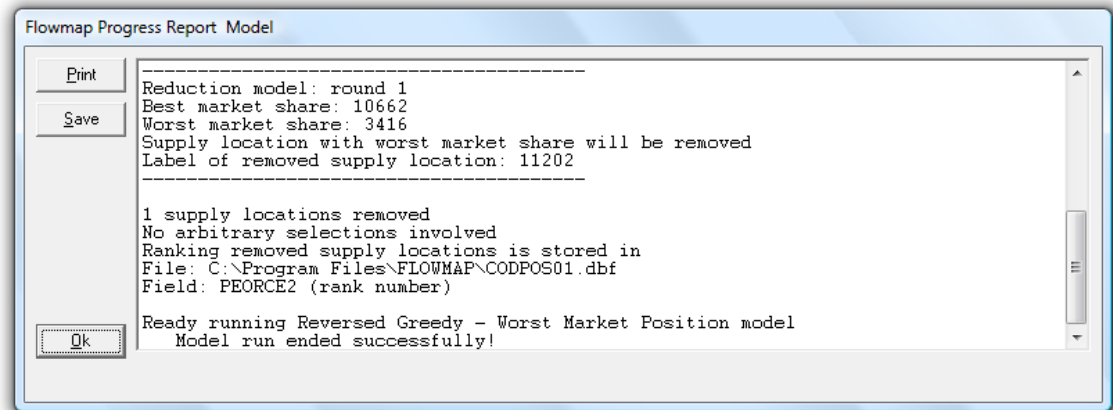 Flowmap Progress Report  Model
Print
Save
Ok
----------------------------------------
Reduction model: round 1
Best market share: 10662
Worst market share: 3416
Supply location with worst market share will be removed
Label of removed supply location: 11202
----------------------------------------
1 supply locations removed
No arbitrary selections involved
Ranking removed supply locations is stored in
File: C:\Program Files\FLOWMAP\CODPOS01.dbf
Field: PEORCE2 (rank number)
Ready running Reversed Greedy - Worst Market Position model
   Model run ended successfully!